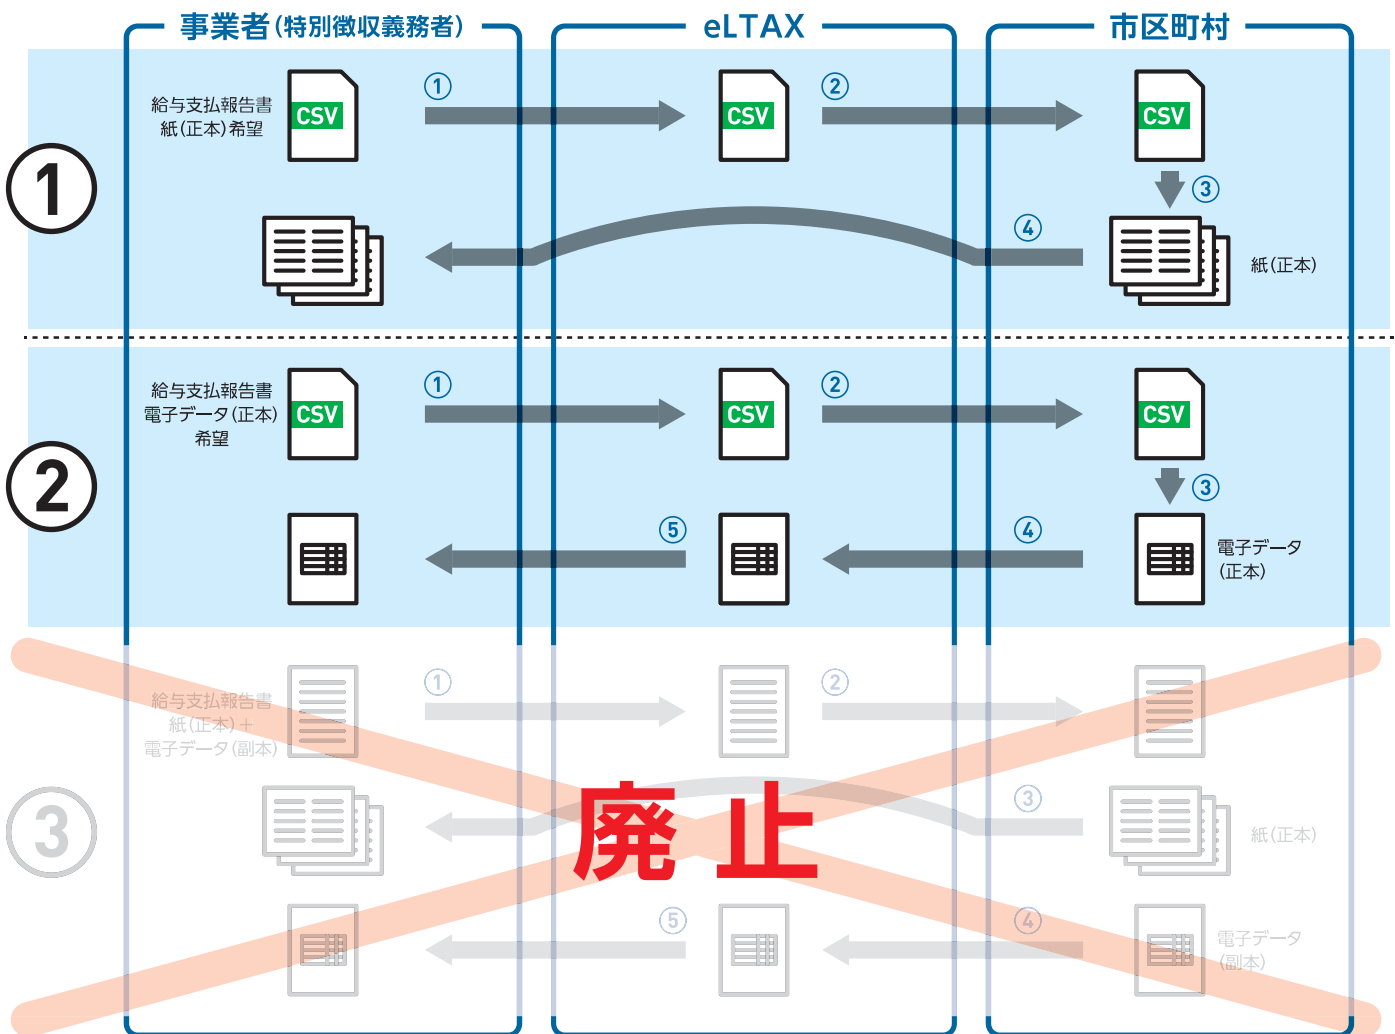 事業者(特別徴収義務者)
eLTAX
市区町村
1
給与支払報告書
紙(正本)希望
CSV
①
CSV
②
CSV
③
④
紙(正本)
2
給与支払報告書
電子データ(正本)
希望
CSV
①
CSV
②
CSV
③
⑤
④
電子データ
(正本)
3
給与支払報告書
紙(正本)+
電子データ(副本)
①
②
廃止
③
紙(正本)
⑤
④
電子データ
(副本)